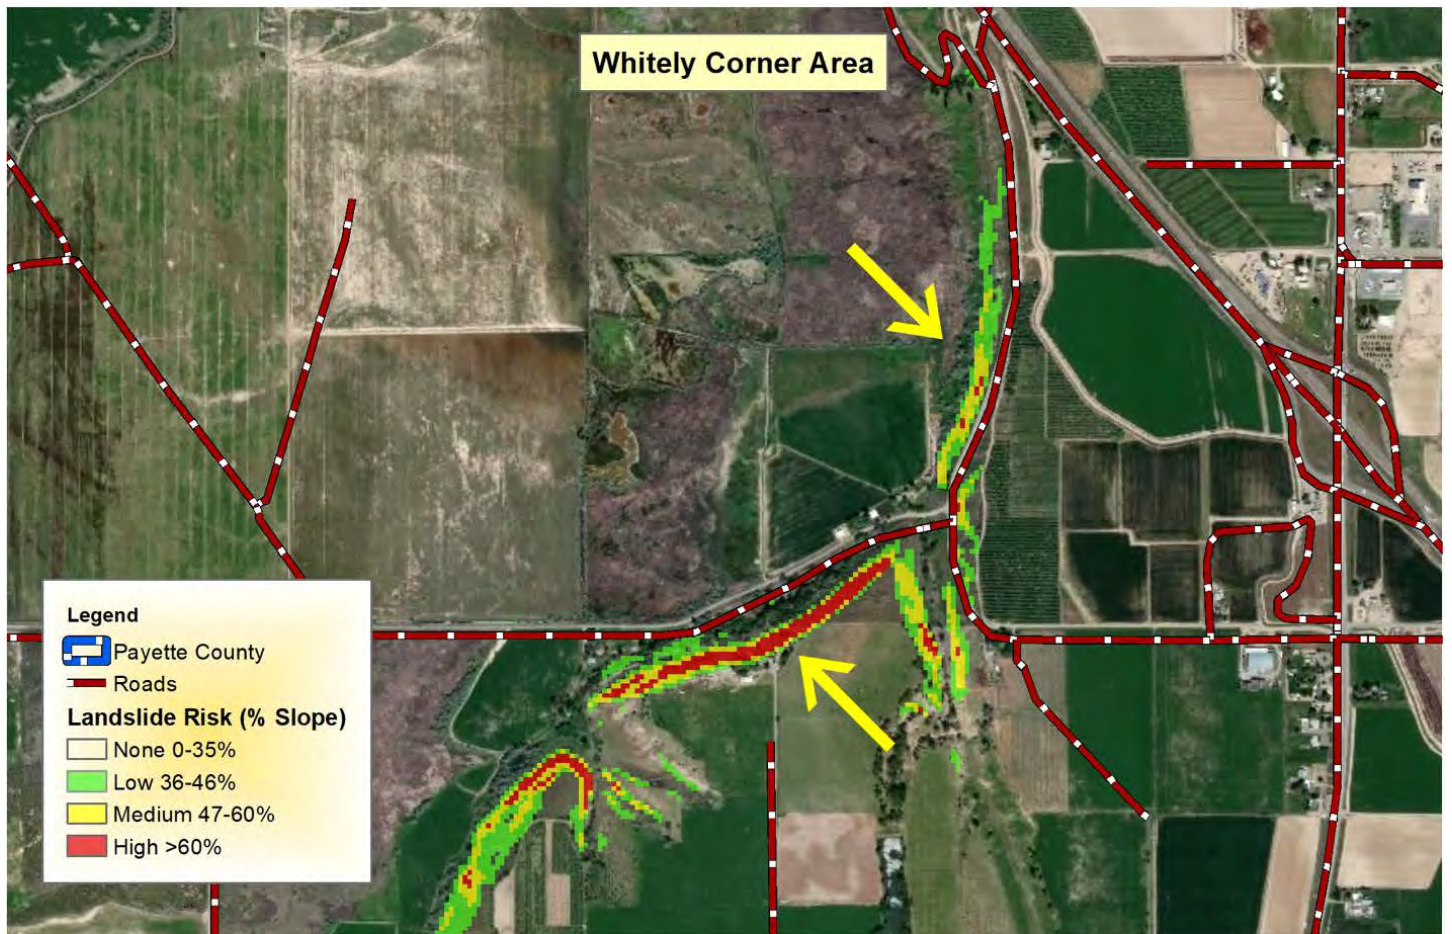 Whitely Corner Area
Legend
Payette County
Roads
Landslide Risk (% Slope)
None 0-35%
Low 36-46%
Medium 47-60%
High >60%